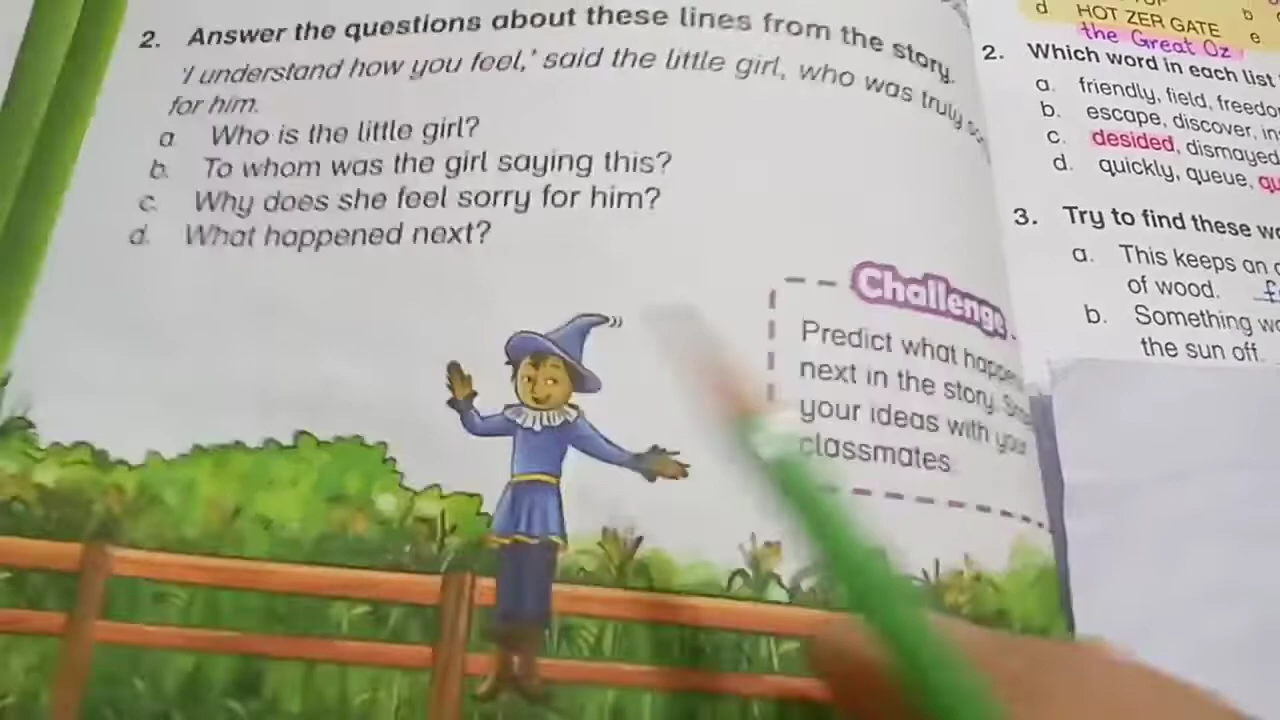 2. Answer the questions about these lines from the story.
'I understand how you feel,' said the little girl, who was truly
for him.
a. Who is the little girl?
b. To whom was the girl saying this?
c. Why does she feel sorry for him?
d. What happened next?
Challenge
Predict what
next in the story.
your ideas with
classmates.
d. HOT ZER GATE
b
e
the Great Oz
2. Which word in each list
a. friendly, field,
b. escape, discover,
c. desided, dismayed
d. quickly, queue,
3. Try to find these
a. This keeps an
of wood.
b. Something
the sun off.